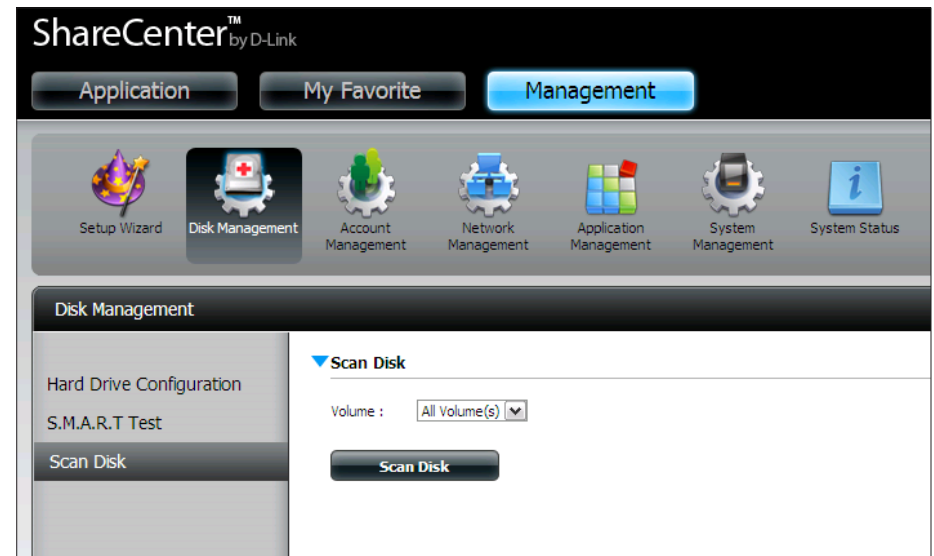 ShareCenter™ by D-Link
Application My Favorite Management
Setup Wizard
Disk Management
Account
Management
Network
Management
Application
Management
System
Management
System Status
Disk Management
Hard Drive Configuration
S.M.A.R.T Test
Scan Disk
Scan Disk
Volume : All Volume(s)
Scan Disk